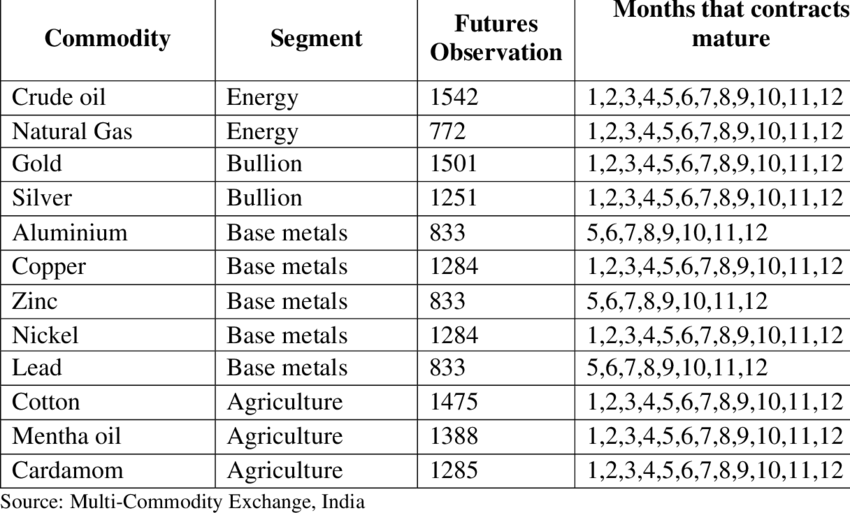 Commodity Segment Futures Observation Months that contracts mature
Crude oil Energy 1542 1,2,3,4,5,6,7,8,9,10,11,12
Natural Gas Energy 772 1,2,3,4,5,6,7,8,9,10,11,12
Gold Bullion 1501 1,2,3,4,5,6,7,8,9,10,11,12
Silver Bullion 1251 1,2,3,4,5,6,7,8,9,10,11,12
Aluminium Base metals 833 5,6,7,8,9,10,11,12
Copper Base metals 1284 1,2,3,4,5,6,7,8,9,10,11,12
Zinc Base metals 833 5,6,7,8,9,10,11,12
Nickel Base metals 1284 1,2,3,4,5,6,7,8,9,10,11,12
Lead Base metals 833 5,6,7,8,9,10,11,12
Cotton Agriculture 1475 1,2,3,4,5,6,7,8,9,10,11,12
Mentha oil Agriculture 1388 1,2,3,4,5,6,7,8,9,10,11,12
Cardamom Agriculture 1285 1,2,3,4,5,6,7,8,9,10,11,12
Source: Multi-Commodity Exchange, India